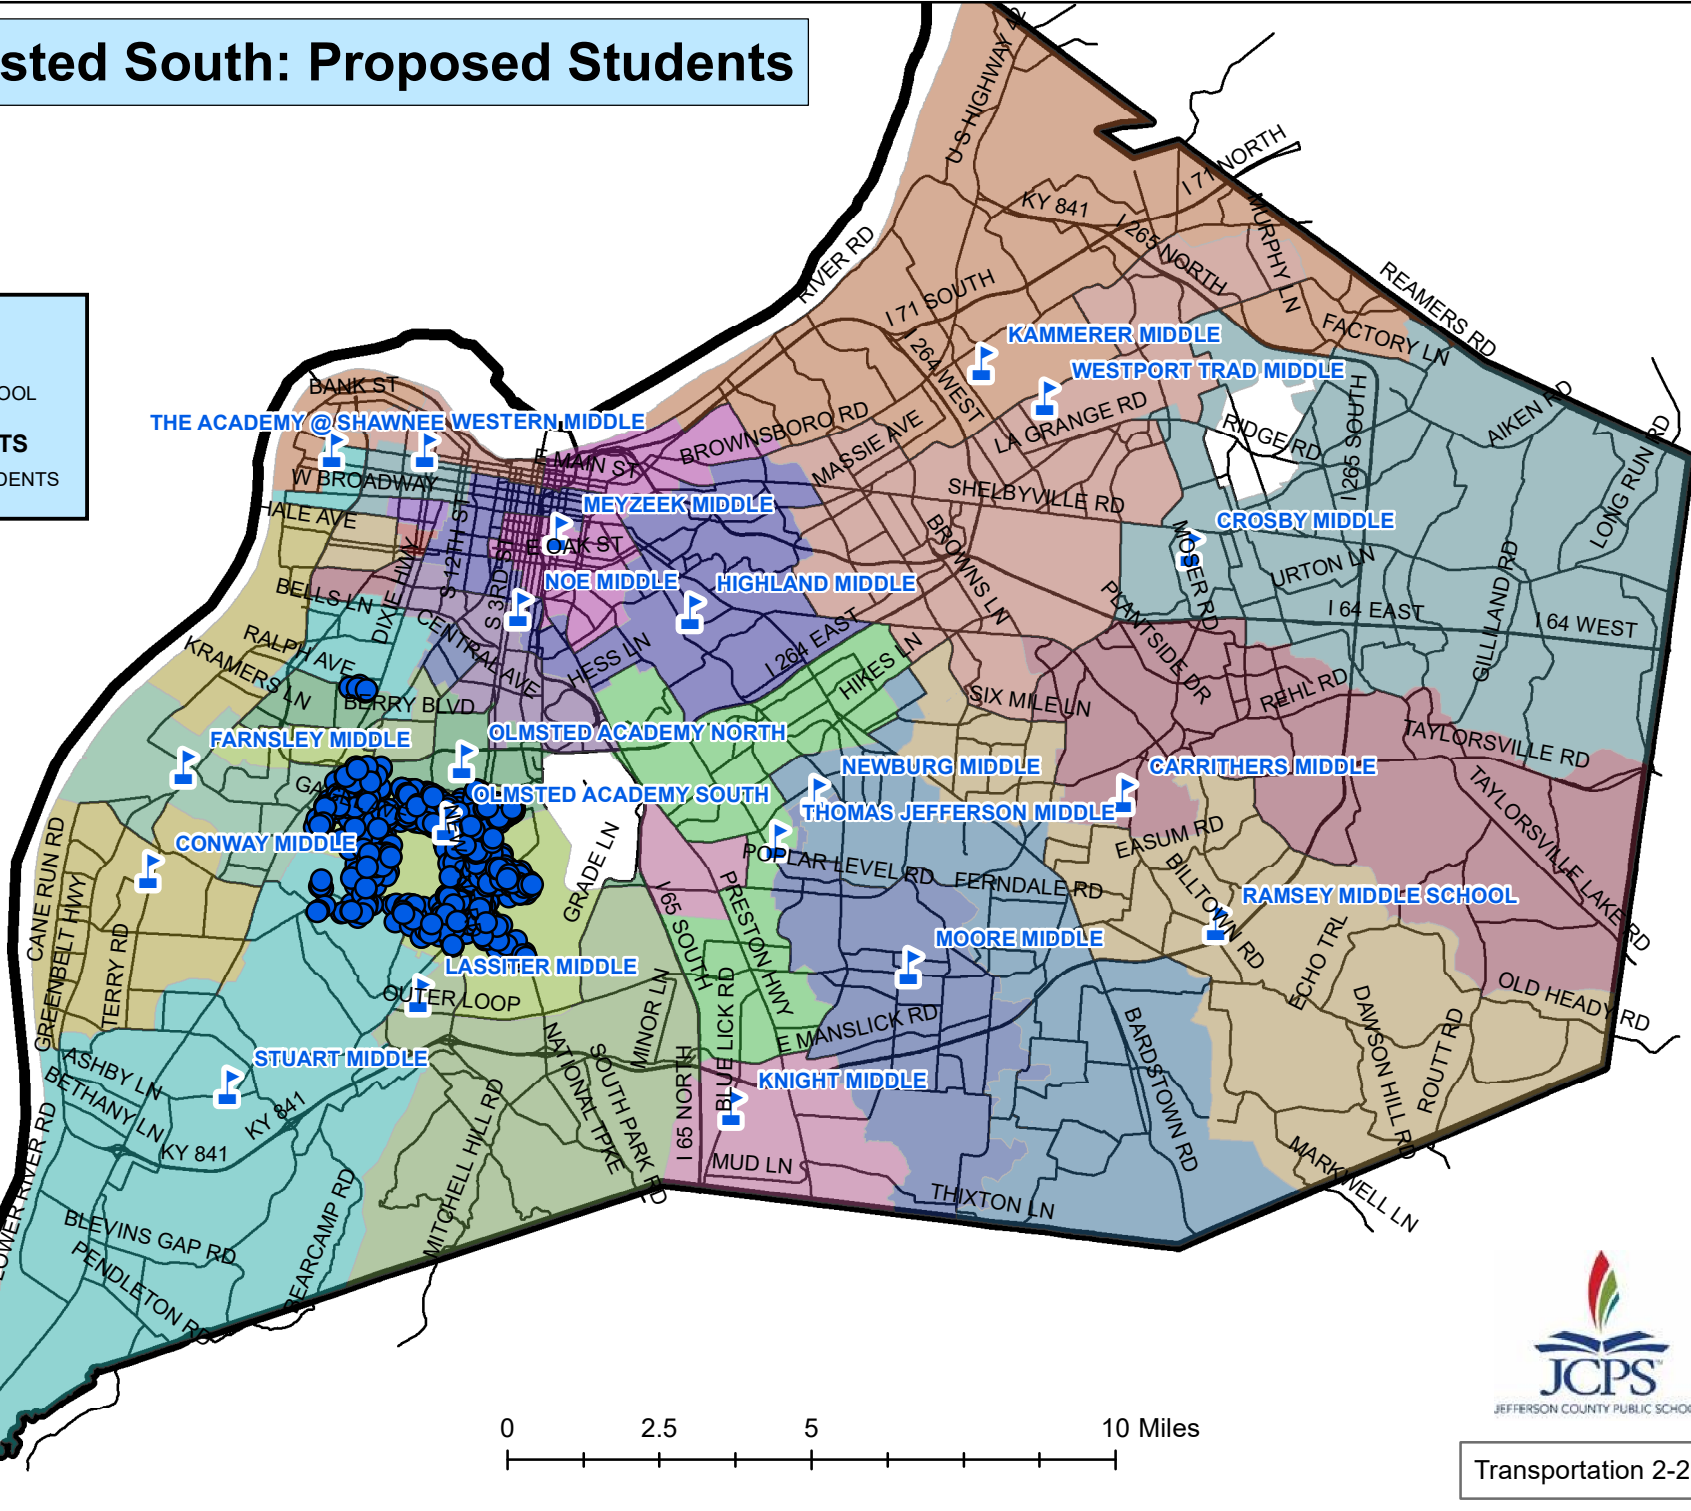 sted South: Proposed Students
OOL
TS
DENTS
U S HIGHWAY 42
I 71 NORTH
KY 841
I 265 NORTH
MURPHY LN
RIVER RD
REAMERS RD
I 71 SOUTH
FACTORY LN
I 264 WEST
KAMMERER MIDDLE
WESTPORT TRAD MIDDLE
BANK ST
THE ACADEMY @ SHAWNEE
WESTERN MIDDLE
BROWNSBORO RD
MASSIE AVE
LA GRANGE RD
RIDGE RD
I 265 SOUTH
AIKEN RD
LONG RUN RD
E MAIN ST
W BROADWAY
SHELBYVILLE RD
MEYZEEK MIDDLE
HALE AVE
CROSBY MIDDLE
MOSER RD
E OAK ST
S 12TH ST
S 3RD ST
DIXIE HWY
BROWNS LN
URTON LN
GILLILAND RD
NOE MIDDLE
HIGHLAND MIDDLE
BELLS LN
PLANTSIDE DR
I 64 EAST
I 64 WEST
CENTRAL AVE
RALPH AVE
KRAMERS LN
HESS LN
I 264 EAST
HIKES LN
BERRY BLVD
SIX MILE LN
REHL RD
TAYLORSVILLE RD
FARNSLEY MIDDLE
OLMSTED ACADEMY NORTH
NEWBURG MIDDLE
CARRITHERS MIDDLE
OLMSTED ACADEMY SOUTH
THOMAS JEFFERSON MIDDLE
TAYLORSVILLE LAKE RD
CONWAY MIDDLE
GRADE LN
EASUM RD
POPLAR LEVEL RD
FERNDALE RD
BILLTOWN RD
RAMSEY MIDDLE SCHOOL
CANE RUN RD
GREENBELT HWY
TERRY RD
I 65 SOUTH
PRESTON HWY
MOORE MIDDLE
ECHO TRL
LASSITER MIDDLE
OUTER LOOP
MINOR LN
BLUE LICK RD
E MANSLICK RD
OLD HEADY RD
DAWSON HILL RD
ROUTT RD
BARDSTOWN RD
NATIONAL TPKE
SOUTH PARK RD
STUART MIDDLE
ASHBY LN
BETHANY LN
KY 841
KY 841
KNIGHT MIDDLE
I 65 NORTH
MITCHELL HILL RD
MUD LN
MARKWELL LN
THIXTON LN
LOWER RIVER RD
BLEVINS GAP RD
PENDLETON RD
BEARCAMP RD
0 2.5 5 10 Miles
JCPS
JEFFERSON COUNTY PUBLIC SCHOO
Transportation 2-2